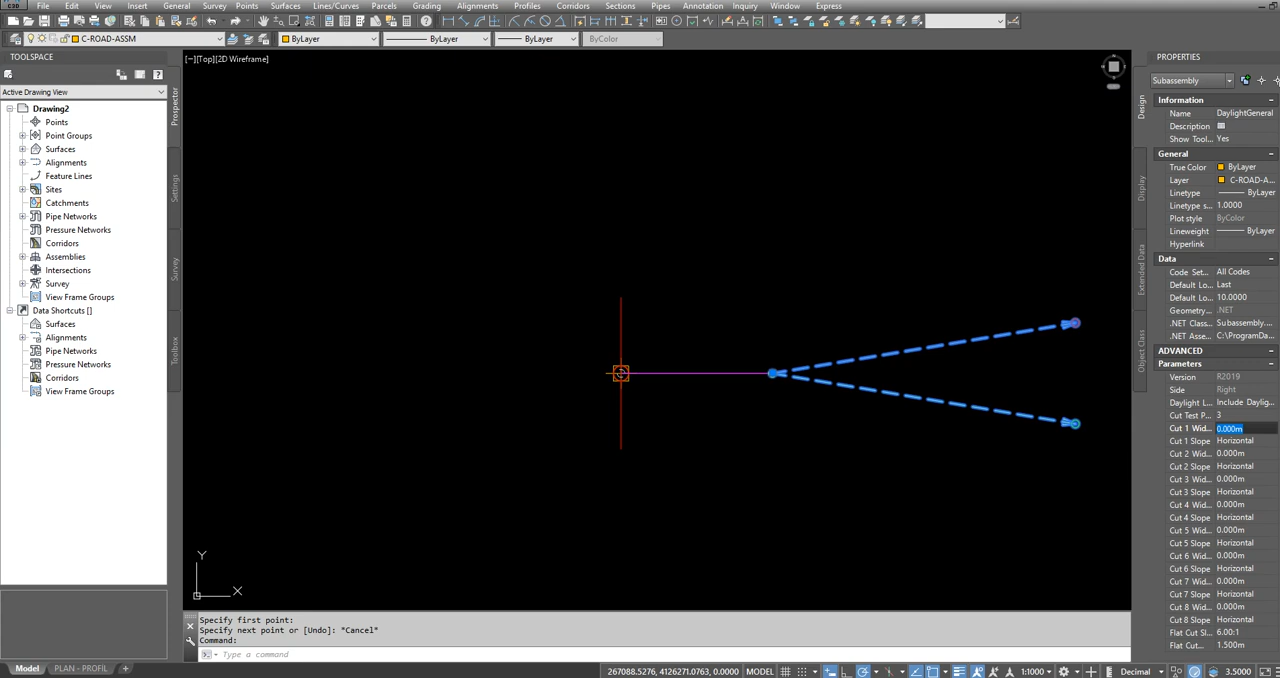 File Edit View Insert General Survey Points Surfaces Lines/Curves Parcels Grading Alignments Profiles Corridors Sections Pipes Annotation Inquiry Window Express
C-ROAD-ASSM ByLayer ByLayer ByLayer ByColor
TOOLSPACE
Active Drawing View
Drawing2
Points
Point Groups
Surfaces
Alignments
Feature Lines
Sites
Catchments
Pipe Networks
Pressure Networks
Corridors
Assemblies
Intersections
Survey
View Frame Groups
Data Shortcuts []
Surfaces
Alignments
Pipe Networks
Pressure Networks
Corridors
View Frame Groups
Prospector
Settings
Survey
Toolbox
[−][Top][2D Wireframe]
Y
X
Specify first point:
Specify next point or [Undo]: *Cancel*
Command:
Type a command
Design
Display
Extended Data
Object Class
PROPERTIES
Subassembly
Information
Name DaylightGeneral
Description
Show Tool... Yes
General
True Color ByLayer
Layer C-ROAD-A...
Linetype ByLayer
Linetype s... 1.0000
Plot style ByColor
Lineweight ByLayer
Hyperlink
Data
Code Set... All Codes
Default Lo... Last
Default Lo... 10.0000
Geometry... .NET
.NET Class... Subassembly....
.NET Asse... C:\ProgramDa...
ADVANCED
Parameters
Version R2019
Side Right
Daylight L... Include Daylig...
Cut Test P... 3
Cut 1 Wid... 0.000m
Cut 1 Slope Horizontal
Cut 2 Wid... 0.000m
Cut 2 Slope Horizontal
Cut 3 Wid... 0.000m
Cut 3 Slope Horizontal
Cut 4 Wid... 0.000m
Cut 4 Slope Horizontal
Cut 5 Wid... 0.000m
Cut 5 Slope Horizontal
Cut 6 Wid... 0.000m
Cut 6 Slope Horizontal
Cut 7 Wid... 0.000m
Cut 7 Slope Horizontal
Cut 8 Wid... 0.000m
Cut 8 Slope Horizontal
Flat Cut Sl... 6.00:1
Flat Cut... 1.500m
Model PLAN - PROFIL + 267088.5276, 4126271.0763, 0.0000 MODEL 1:1000 Decimal 3.5000